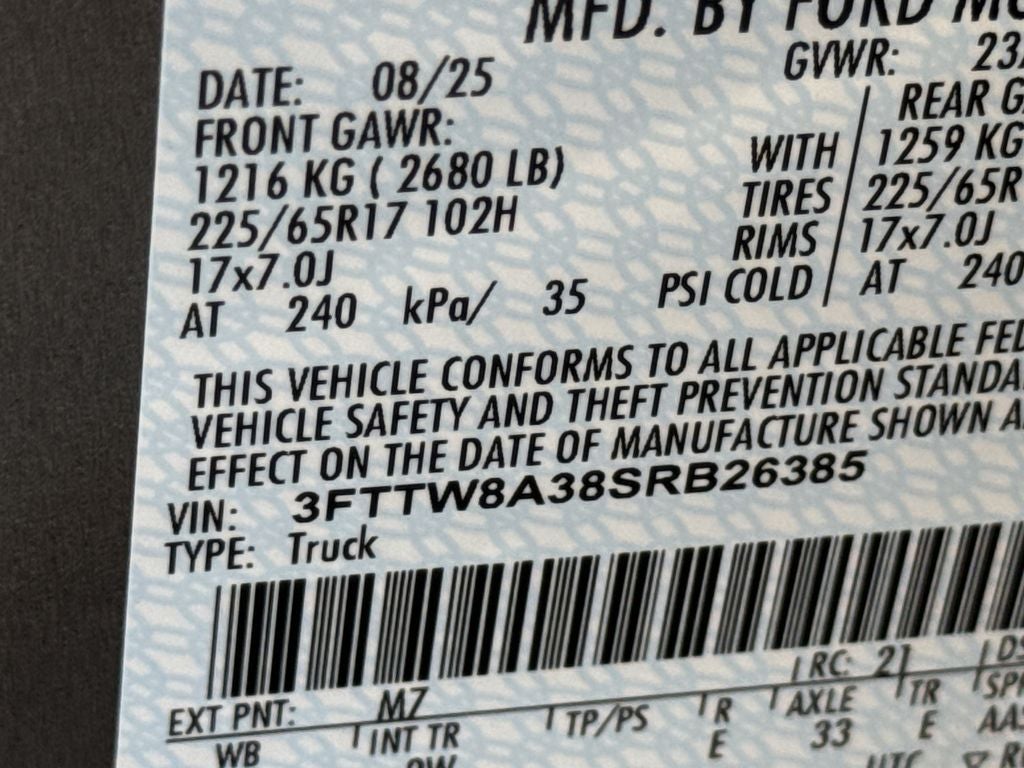 MFD. BY FORD
DATE: 08/25 GVWR:
FRONT GAWR: REAR
1216 KG ( 2680 LB) WITH 1259 KG
225/65R17 102H TIRES 225/65R
17x7.0J RIMS 17x7.0J
AT 240 kPa/ 35 PSI COLD AT 240
THIS VEHICLE CONFORMS TO ALL APPLICABLE
VEHICLE SAFETY AND THEFT PREVENTION
EFFECT ON THE DATE OF MANUFACTURE SHOWN
VIN: 3FTTW8A38SRB26385
TYPE: Truck
RC: 21
EXT PNT: MZ
WB INT TR TP/PS R E AXLE TR E
33